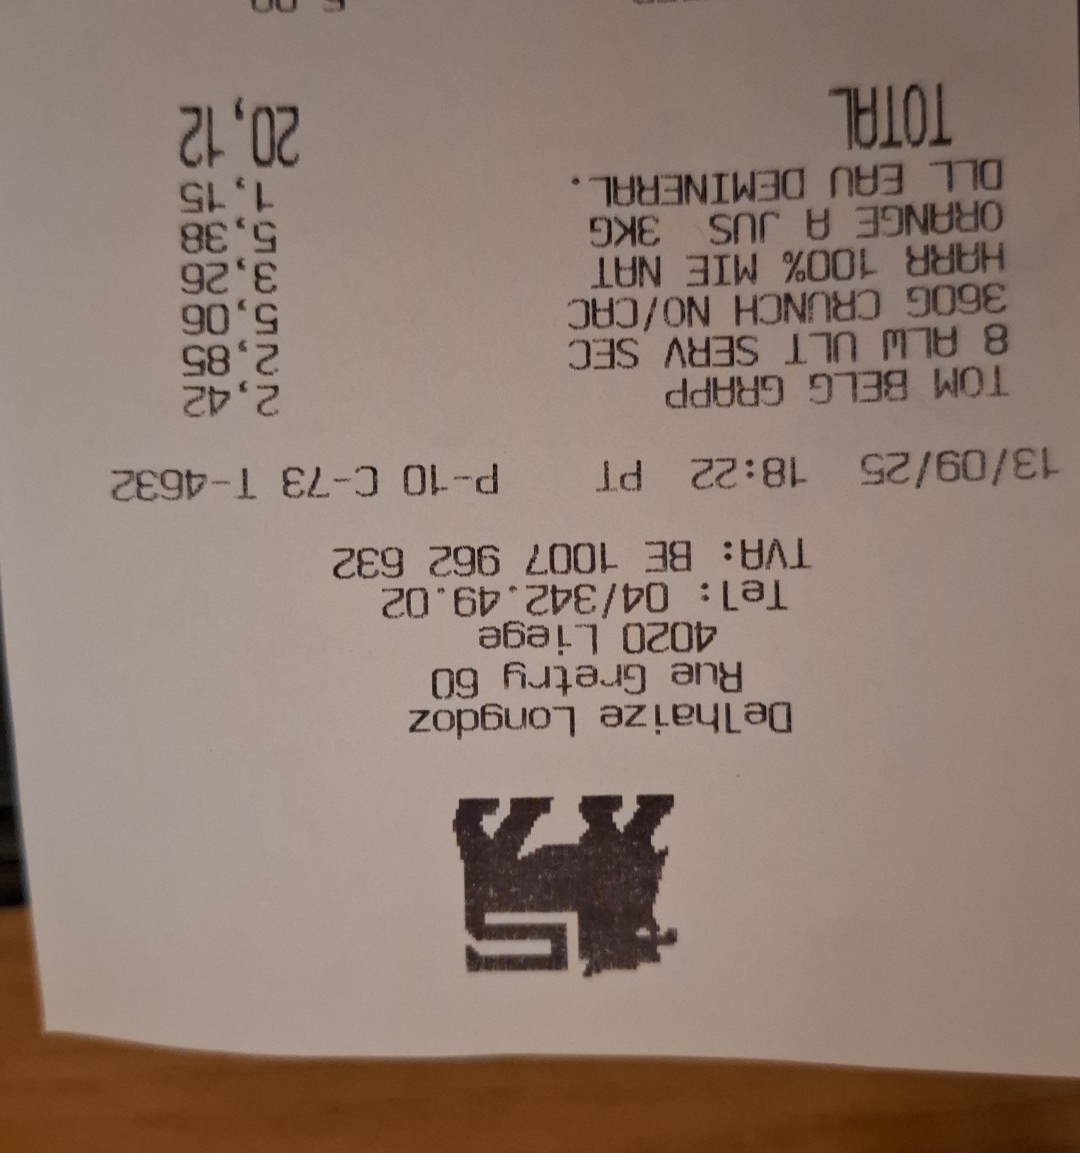 Delhaize Longdoz
Rue Gretry 60
4020 Liege
Tel: 04/342.49.02
TVA: BE 1007 962 632
13/09/25 18:22 PT P-10 C-73 T-4632
TOM BELG GRAPP 2,42
8 ALW ULT SERV SEC 2,85
360G CRUNCH NO/CAC 5,06
HARR 100% MIE NAT 3,26
ORANGE A JUS 3KG 5,38
DLL EAU DEMINERAL. 1,15
TOTAL 20,12